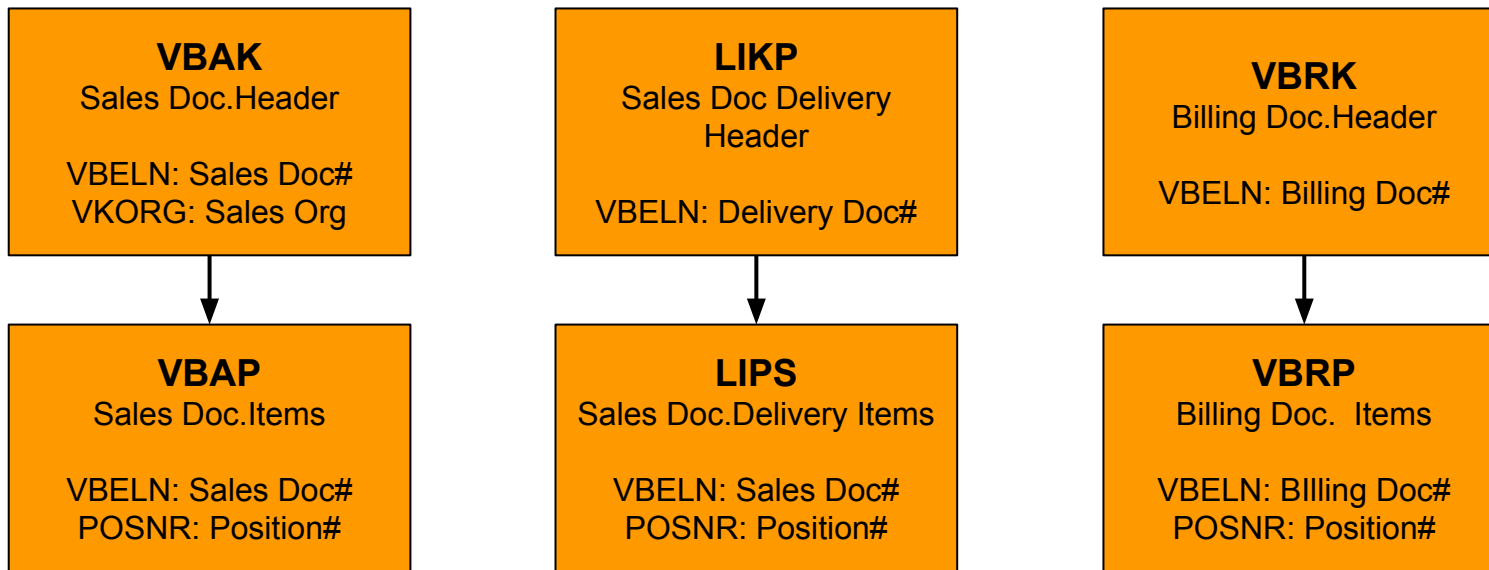 VBAK
Sales Doc.Header
VBELN: Sales Doc#
VKORG: Sales Org
LIKP
Sales Doc Delivery
Header
VBELN: Delivery Doc#
VBRK
Billing Doc.Header
VBELN: Billing Doc#
VBAP
Sales Doc.Items
VBELN: Sales Doc#
POSNR: Position#
LIPS
Sales Doc.Delivery Items
VBELN: Sales Doc#
POSNR: Position#
VBRP
Billing Doc.  Items
VBELN: BIlling Doc#
POSNR: Position#